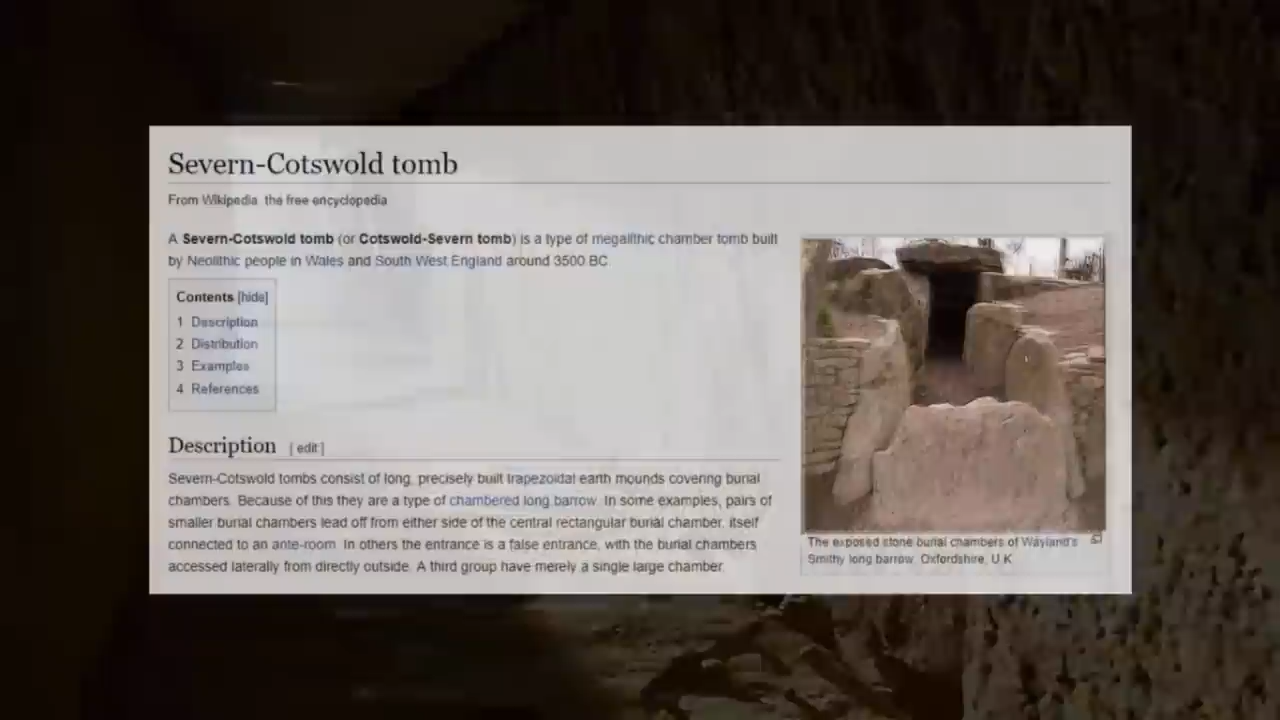 Severn-Cotswold tomb
From Wikipedia, the free encyclopedia
A Severn-Cotswold tomb (or Cotswold-Severn tomb) is a type of megalithic chamber tomb built
by Neolithic people in Wales and South West England around 3500 BC.
Contents [hide]
1 Description
2 Distribution
3 Examples
4 References
Description [edit]
Severn-Cotswold tombs consist of long, precisely built trapezoidal earth mounds covering burial
chambers. Because of this they are a type of chambered long barrow. In some examples, pairs of
smaller burial chambers lead off from either side of the central rectangular burial chamber, itself
connected to an ante-room. In others the entrance is a false entrance, with the burial chambers
accessed laterally from directly outside. A third group have merely a single large chamber.
The exposed stone burial chambers of Wayland's
Smithy long barrow, Oxfordshire, U.K.